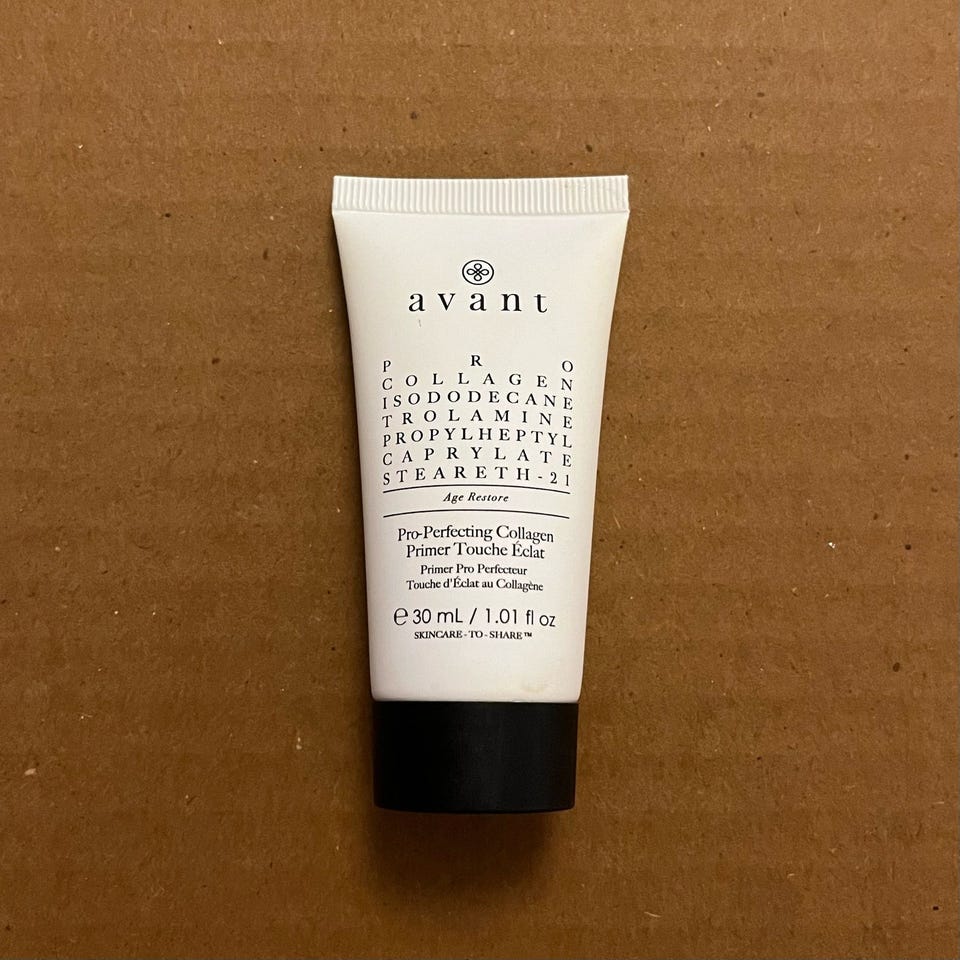 avant
PRO
COLLAGEN
ISODODECANE
TROLAMINE
PROPYLHEPTYL
CAPRYLATE
STEARETH-21
Age Restore
Pro-Perfecting Collagen
Primer Touche Éclat
Primer Pro Perfecteur
Touche d'Éclat au Collagène
℮ 30 mL / 1.01 fl oz
SKINCARE-TO-SHARE™